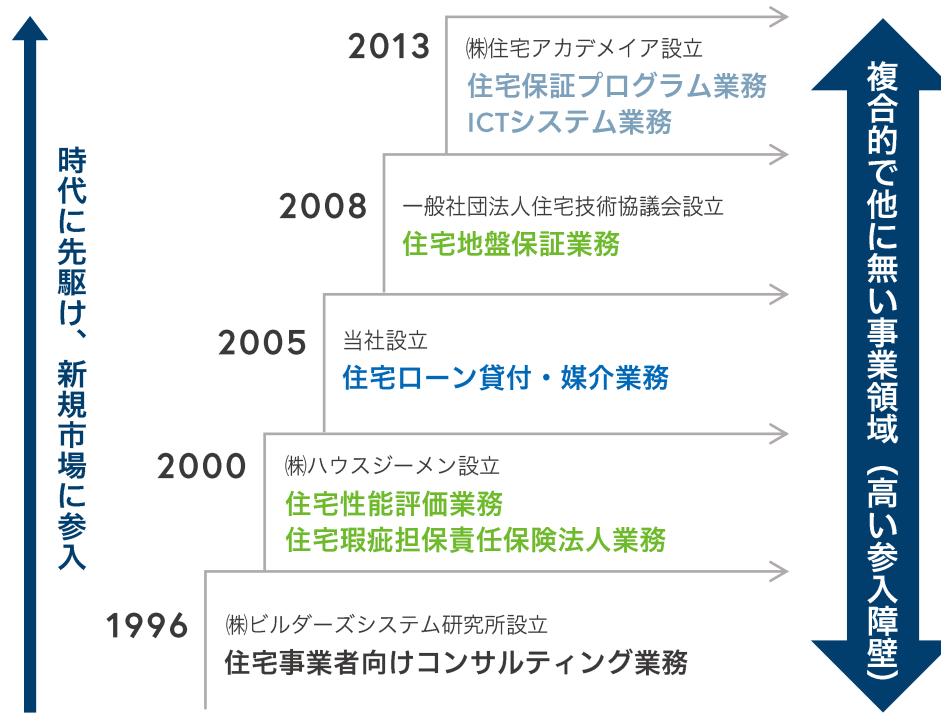 時代に先駆け、新規市場に参入
2013
㈱住宅アカデメイア設立
住宅保証プログラム業務
ICTシステム業務
2008
一般社団法人住宅技術協議会設立
住宅地盤保証業務
2005
当社設立
住宅ローン貸付・媒介業務
2000
㈱ハウスジーメン設立
住宅性能評価業務
住宅瑕疵担保責任保険法人業務
1996
㈱ビルダーズシステム研究所設立
住宅事業者向けコンサルティング業務
複合的で他に無い事業領域（高い参入障壁）